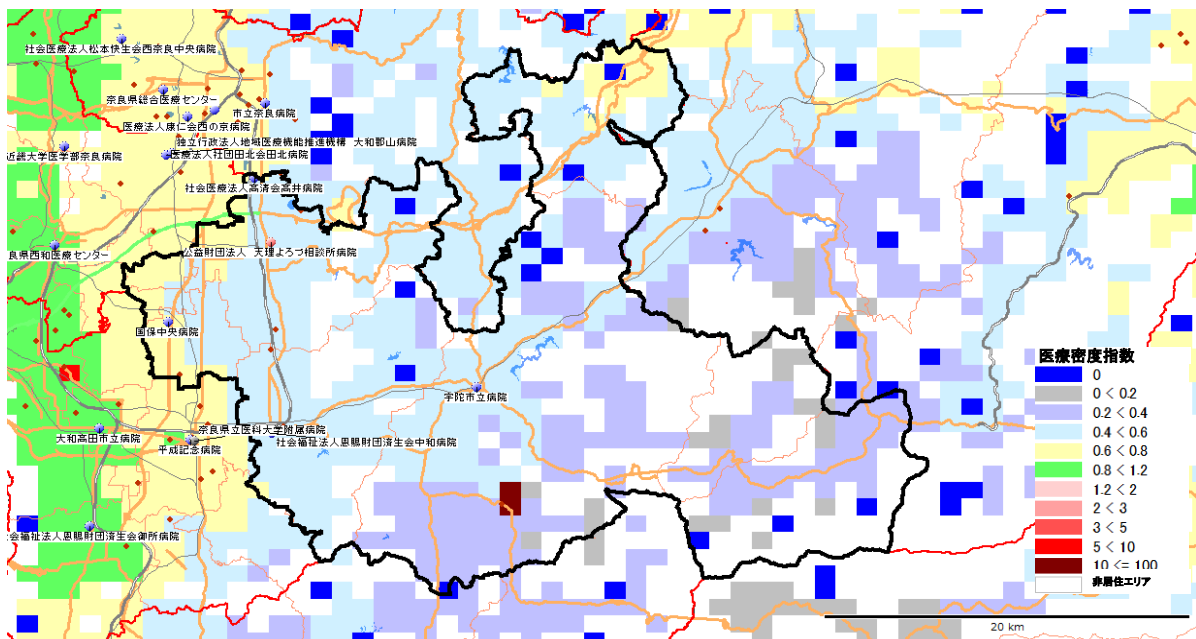 社会医療法人松本快生会西奈良中央病院
奈良県総合医療センター
市立奈良病院
医療法人康仁会西の京病院
独立行政法人地域医療機能推進機構 大和郡山病院
近畿大学医学部奈良病院
医療法人社団田北会田北病院
社会医療法人高清会高井病院
公益財団法人 天理よろづ相談所病院
良県西和医療センター
国保中央病院
宇陀市立病院
大和高田市立病院
奈良県立医科大学附属病院
社会福祉法人恩賜財団済生会中和病院
平成記念病院
会福祉法人恩賜財団済生会御所病院
医療密度指数
0
0 < 0.2
0.2 < 0.4
0.4 < 0.6
0.6 < 0.8
0.8 < 1.2
1.2 < 2
2 < 3
3 < 5
5 < 10
10 <= 100
非居住エリア
20 km